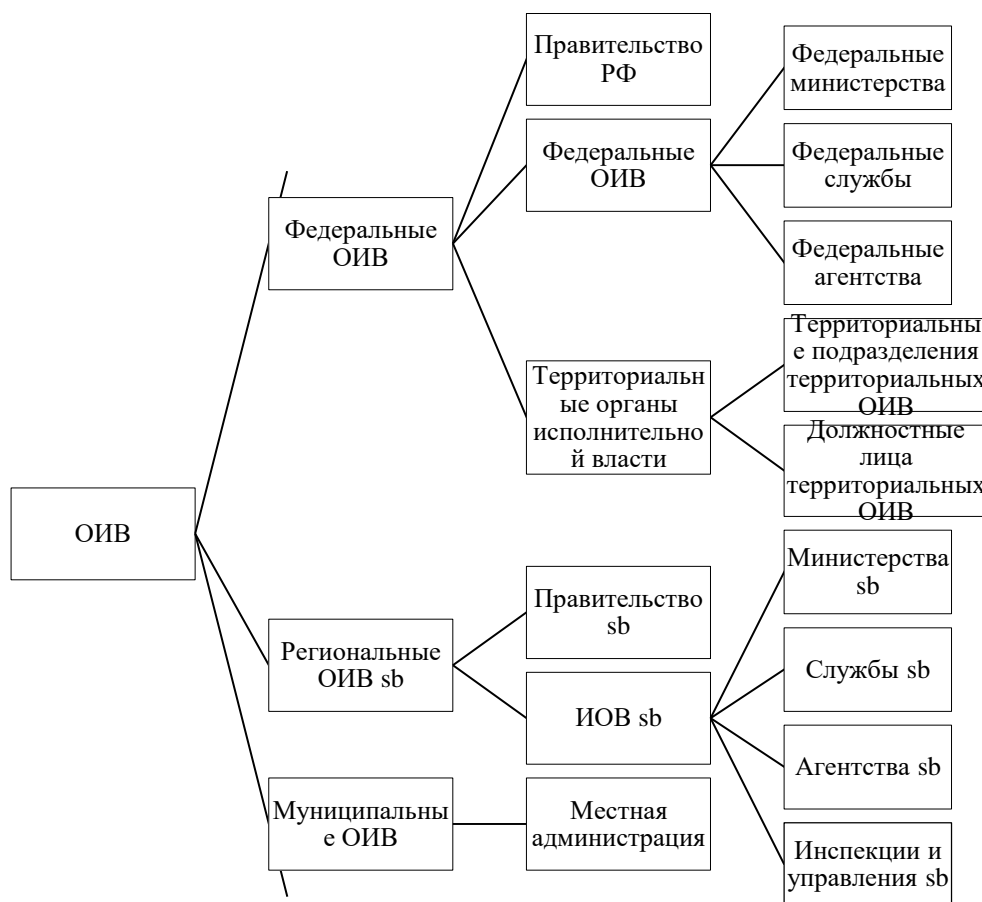 Правительство
РФ
Федеральные
министерства
Федеральные
ОИВ
Федеральные
службы
Федеральные
ОИВ
Федеральные
агентства
Территориальны
е подразделения
территориальных
ОИВ
Территориальн
ые органы
исполнительно
й власти
Должностные
лица
территориальных
ОИВ
ОИВ
Министерства
sb
Правительство
sb
Региональные
ОИВ sb
Службы sb
ИОВ sb
Агентства sb
Муниципальны
е ОИВ
Местная
администрация
Инспекции и
управления sb